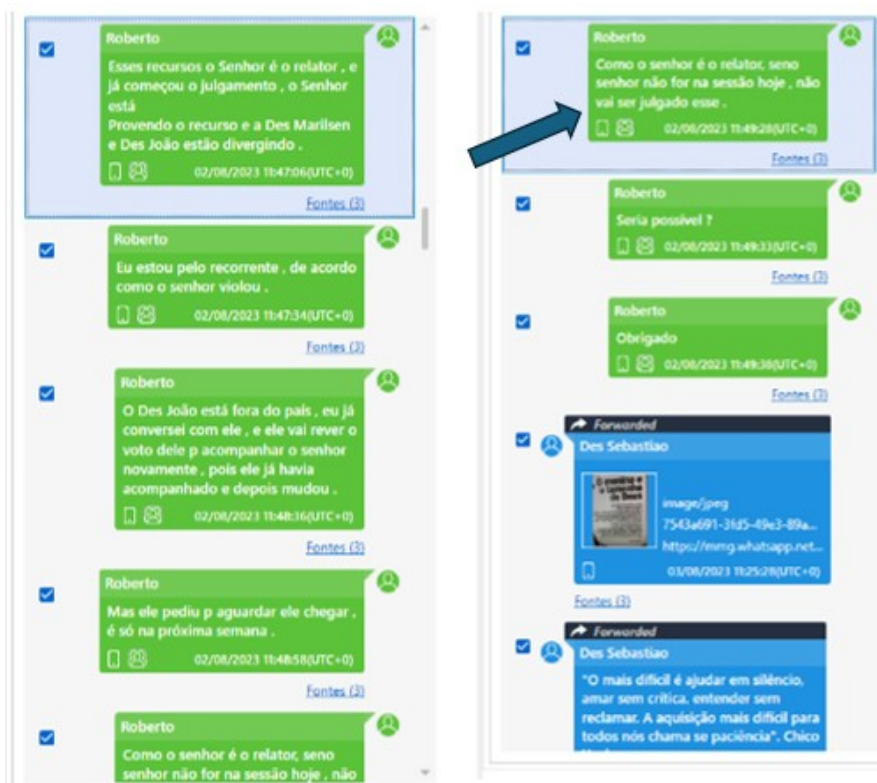 Roberto
Esses recursos o Senhor é o relator , e
já começou o julgamento , o Senhor
está
Provendo o recurso e a Des Marilsen
e Des João estão divergindo .
02/08/2023 11:47:06(UTC+0)
Fontes (3)
Roberto
Eu estou pelo recorrente , de acordo
como o senhor violou .
02/08/2023 11:47:34(UTC+0)
Fontes (3)
Roberto
O Des João está fora do país , eu já
conversei com ele , e ele vai rever o
voto dele p acompanhar o senhor
novamente , pois ele já havia
acompanhado e depois mudou .
02/08/2023 11:48:36(UTC+0)
Fontes (3)
Roberto
Mas ele pediu p aguardar ele chegar ,
é só na próxima semana .
02/08/2023 11:48:58(UTC+0)
Fontes (3)
Roberto
Como o senhor é o relator, seno
senhor não for na sessão hoje , não
Roberto
Como o senhor é o relator, seno
senhor não for na sessão hoje , não
vai ser julgado esse .
02/08/2023 11:49:28(UTC+0)
Fontes (3)
Roberto
Seria possível ?
02/08/2023 11:49:33(UTC+0)
Fontes (3)
Roberto
Obrigado
02/08/2023 11:49:38(UTC+0)
Fontes (3)
Forwarded
Des Sebastiao
O menino e
image/jpeg
7543a691-3fd5-49e3-89a...
https://mmg.whatsapp.net...
03/08/2023 11:25:28(UTC+0)
Fontes (3)
Forwarded
Des Sebastiao
"O mais difícil é ajudar em silêncio,
amar sem crítica, entender sem
reclamar. A aquisição mais difícil para
todos nós chama se paciência". Chico